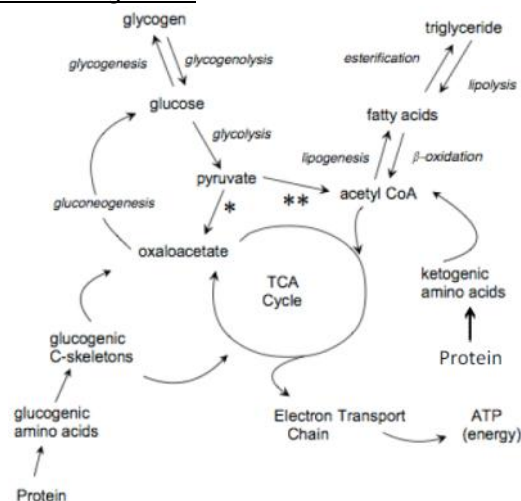 glycogen
triglyceride
glycogenesis
glycogenolysis
esterification
lipolysis
glucose
fatty acids
glycolysis
lipogenesis
β-oxidation
pyruvate
acetyl CoA
*
**
gluconeogenesis
oxaloacetate
TCA
Cycle
ketogenic
amino acids
glucogenic
C-skeletons
Protein
glucogenic
amino acids
Electron Transport
Chain
ATP
(energy)
Protein